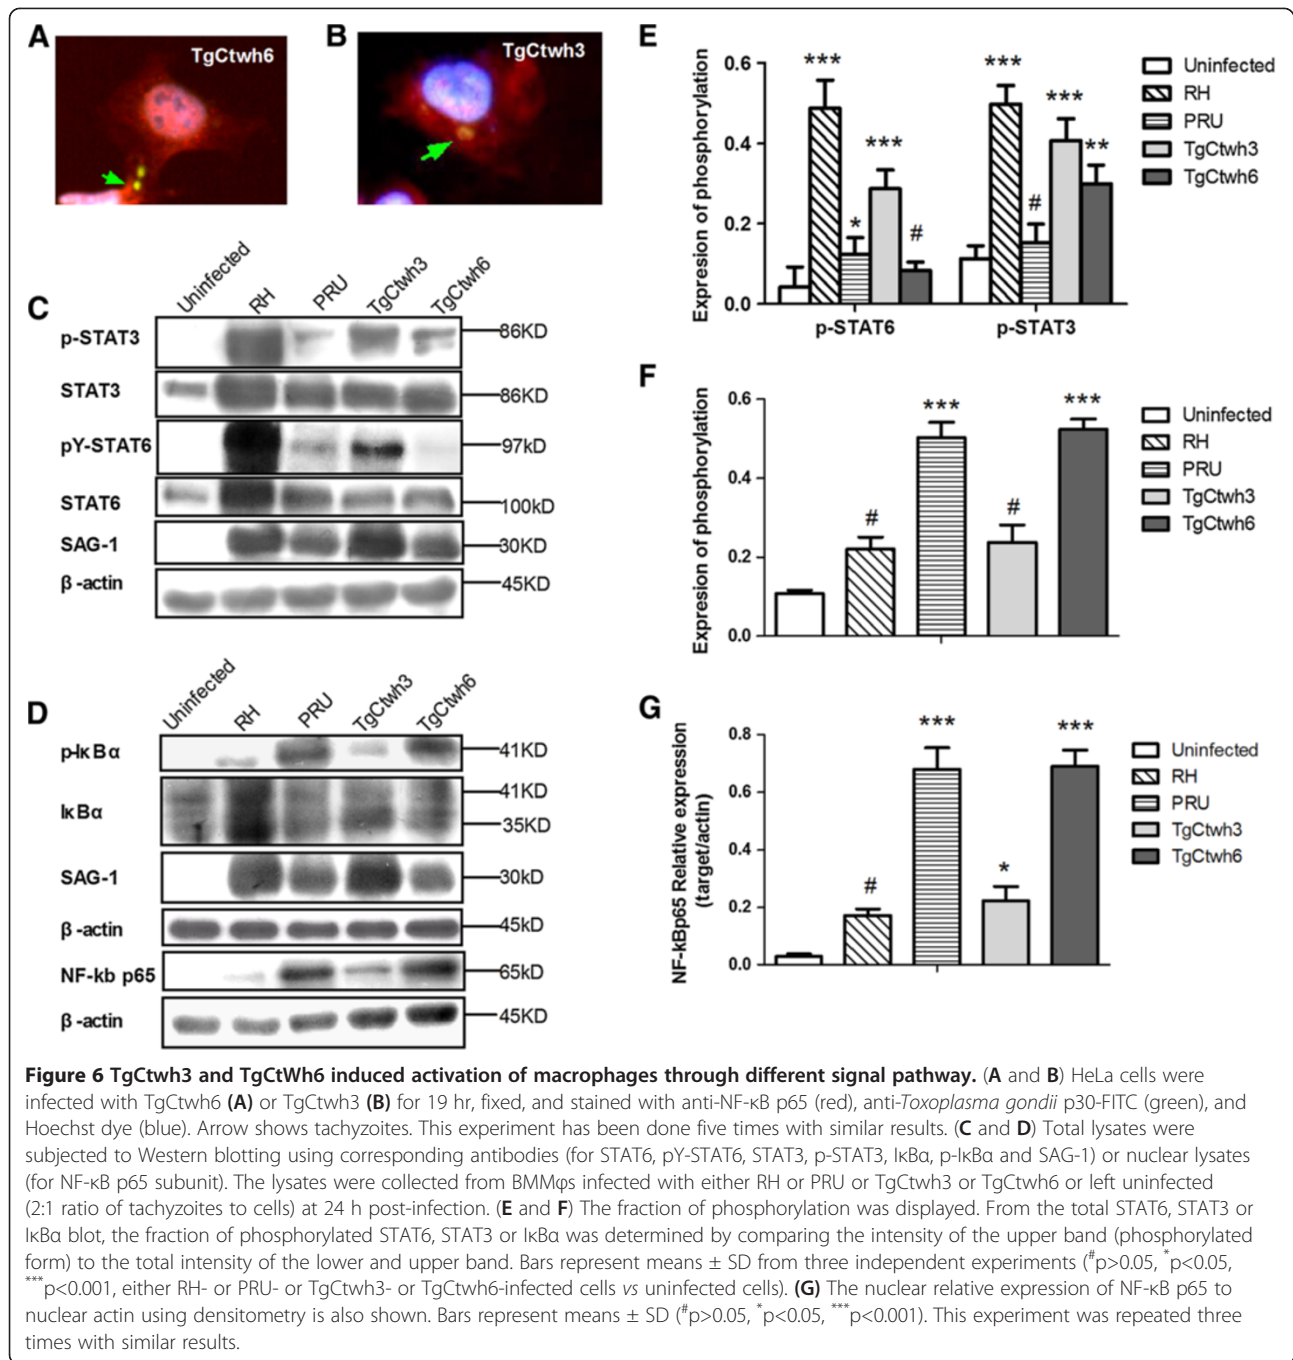 A
TgCtwh6
B
TgCtwh3
C
Uninfected
RH
PRU
TgCtwh3
TgCtwh6
p-STAT3
86KD
STAT3
86KD
pY-STAT6
97kD
STAT6
100kD
SAG-1
30KD
β-actin
45KD
D
Uninfected
RH
PRU
TgCtwh3
TgCtwh6
p-IκBα
41KD
IκBα
41KD
35KD
SAG-1
30kD
β-actin
45kD
NF-kb p65
65kD
β-actin
45KD
E
Expresion of phosphorylation
0.6
0.4
0.2
0.0
***
*
***
#
***
#
***
**
p-STAT6
p-STAT3
Uninfected
RH
PRU
TgCtwh3
TgCtwh6
F
Expresion of phosphorylation
0.6
0.4
0.2
0.0
#
***
#
***
Uninfected
RH
PRU
TgCtwh3
TgCtwh6
G
NF-kBp65 Relative expression
(target/actin)
0.8
0.6
0.4
0.2
0.0
#
***
*
***
Uninfected
RH
PRU
TgCtwh3
TgCtwh6
Figure 6 TgCtwh3 and TgCtWh6 induced activation of macrophages through different signal pathway. (A and B) HeLa cells were
infected with TgCtwh6 (A) or TgCtwh3 (B) for 19 hr, fixed, and stained with anti-NF-κB p65 (red), anti-Toxoplasma gondii p30-FITC (green), and
Hoechst dye (blue). Arrow shows tachyzoites. This experiment has been done five times with similar results. (C and D) Total lysates were
subjected to Western blotting using corresponding antibodies (for STAT6, pY-STAT6, STAT3, p-STAT3, IκBα, p-IκBα and SAG-1) or nuclear lysates
(for NF-κB p65 subunit). The lysates were collected from BMMφs infected with either RH or PRU or TgCtwh3 or TgCtwh6 or left uninfected
(2:1 ratio of tachyzoites to cells) at 24 h post-infection. (E and F) The fraction of phosphorylation was displayed. From the total STAT6, STAT3 or
IκBα blot, the fraction of phosphorylated STAT6, STAT3 or IκBα was determined by comparing the intensity of the upper band (phosphorylated
form) to the total intensity of the lower and upper band. Bars represent means ± SD from three independent experiments (#p>0.05, *p<0.05,
***p<0.001, either RH- or PRU- or TgCtwh3- or TgCtwh6-infected cells vs uninfected cells). (G) The nuclear relative expression of NF-κB p65 to
nuclear actin using densitometry is also shown. Bars represent means ± SD (#p>0.05, *p<0.05, ***p<0.001). This experiment was repeated three
times with similar results.